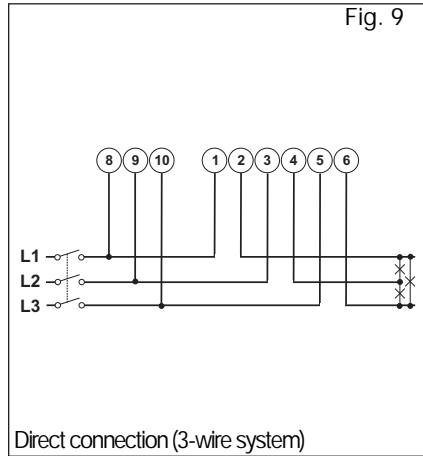 Fig. 9
8 9 10 1 2 3 4 5 6
L1
L2
L3
Direct connection (3-wire system)